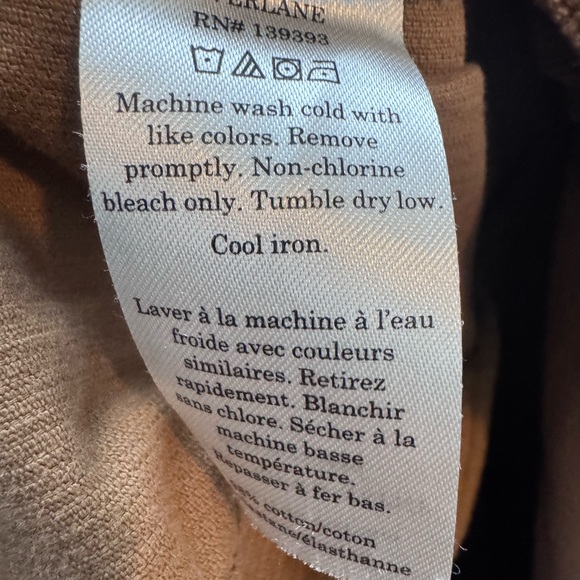 RN# 139393
Machine wash cold with
like colors. Remove
promptly. Non-chlorine
bleach only. Tumble dry low.
Cool iron.
Laver à la machine à l'eau
froide avec couleurs
similaires. Retirez
rapidement. Blanchir
sans chlore. Sécher à la
machine basse
température.
Repasser à fer bas.
cotton/coton
/élasthanne